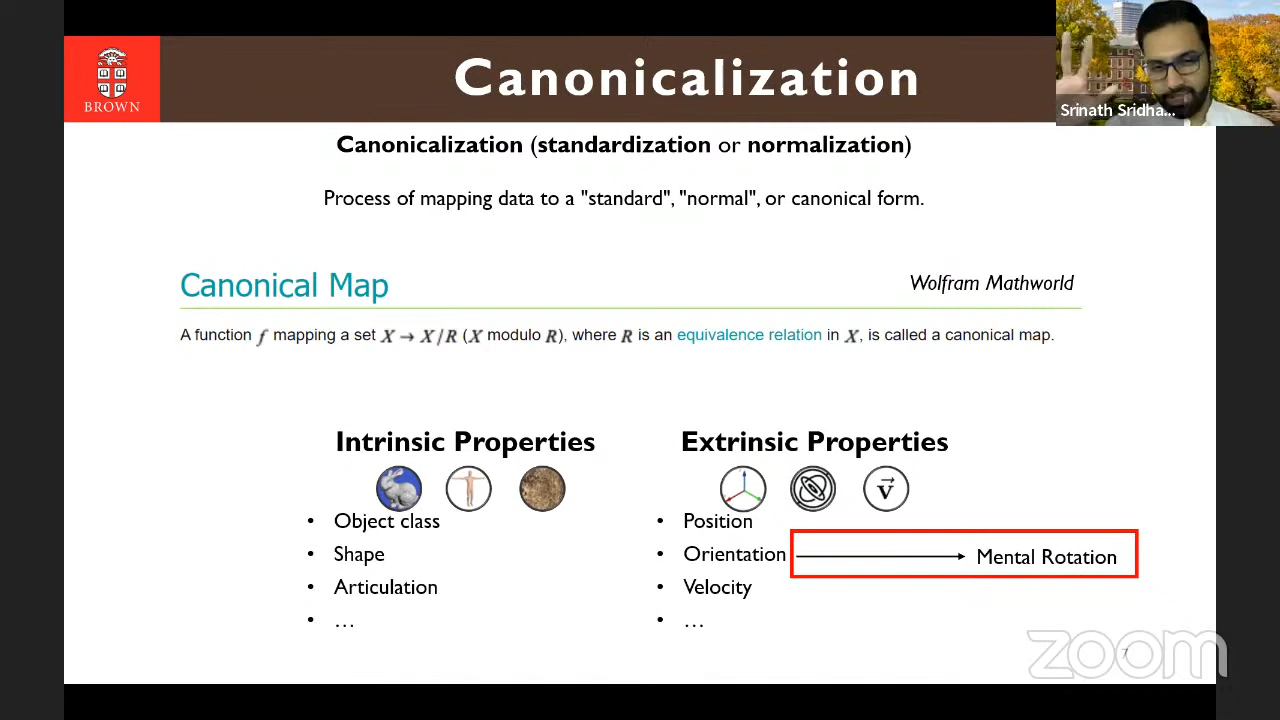 BROWN
Canonicalization
Srinath Sridha...
Canonicalization (standardization or normalization)
Process of mapping data to a "standard", "normal", or canonical form.
Canonical Map
Wolfram Mathworld
A function f mapping a set X → X/R (X modulo R), where R is an equivalence relation in X, is called a canonical map.
Intrinsic Properties
Extrinsic Properties
v
• Object class
• Shape
• Articulation
• …
• Position
• Orientation → Mental Rotation
• Velocity
• …
7
zoom